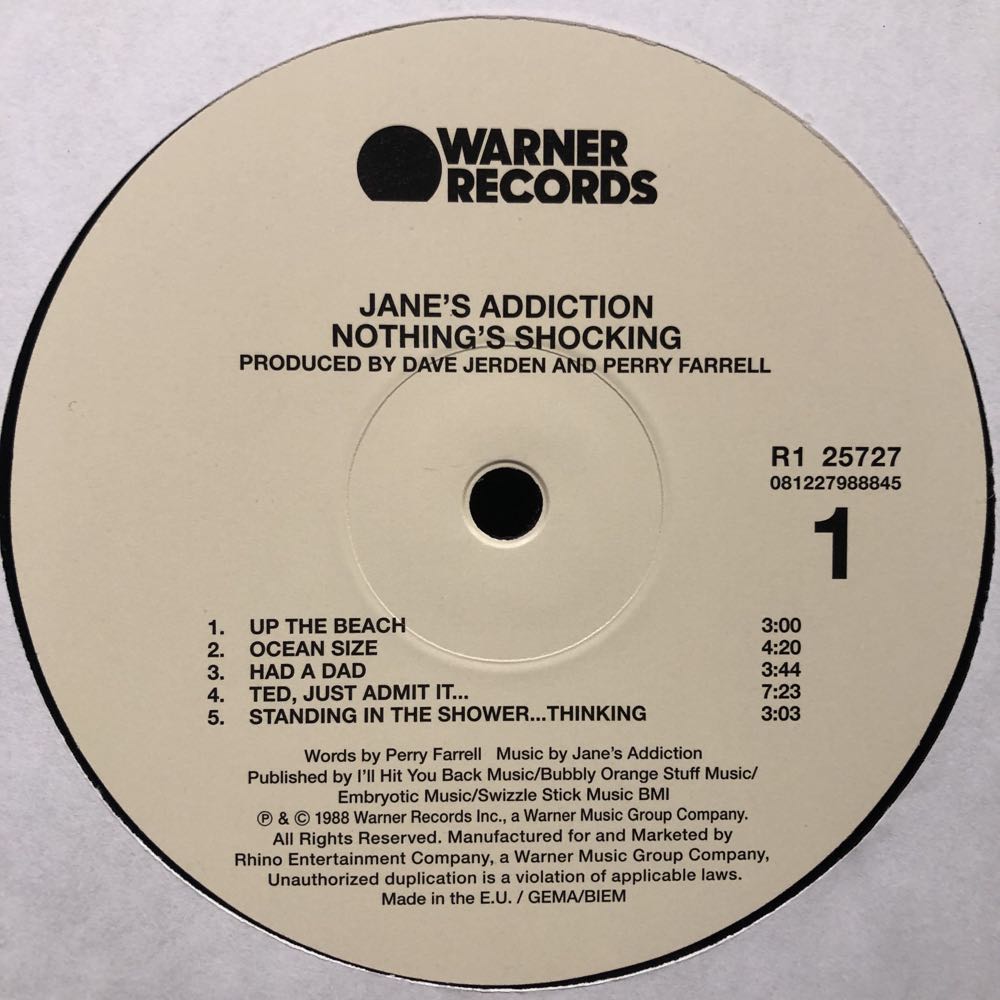 WARNER
RECORDS
JANE'S ADDICTION
NOTHING'S SHOCKING
PRODUCED BY DAVE JERDEN AND PERRY FARRELL
R1 25727
081227988845
1
1. UP THE BEACH 3:00
2. OCEAN SIZE 4:20
3. HAD A DAD 3:44
4. TED, JUST ADMIT IT... 7:23
5. STANDING IN THE SHOWER...THINKING 3:03
Words by Perry Farrell Music by Jane's Addiction
Published by I'll Hit You Back Music/Bubbly Orange Stuff Music/
Embryotic Music/Swizzle Stick Music BMI
℗ & © 1988 Warner Records Inc., a Warner Music Group Company.
All Rights Reserved. Manufactured for and Marketed by
Rhino Entertainment Company, a Warner Music Group Company,
Unauthorized duplication is a violation of applicable laws.
Made in the E.U. / GEMA/BIEM